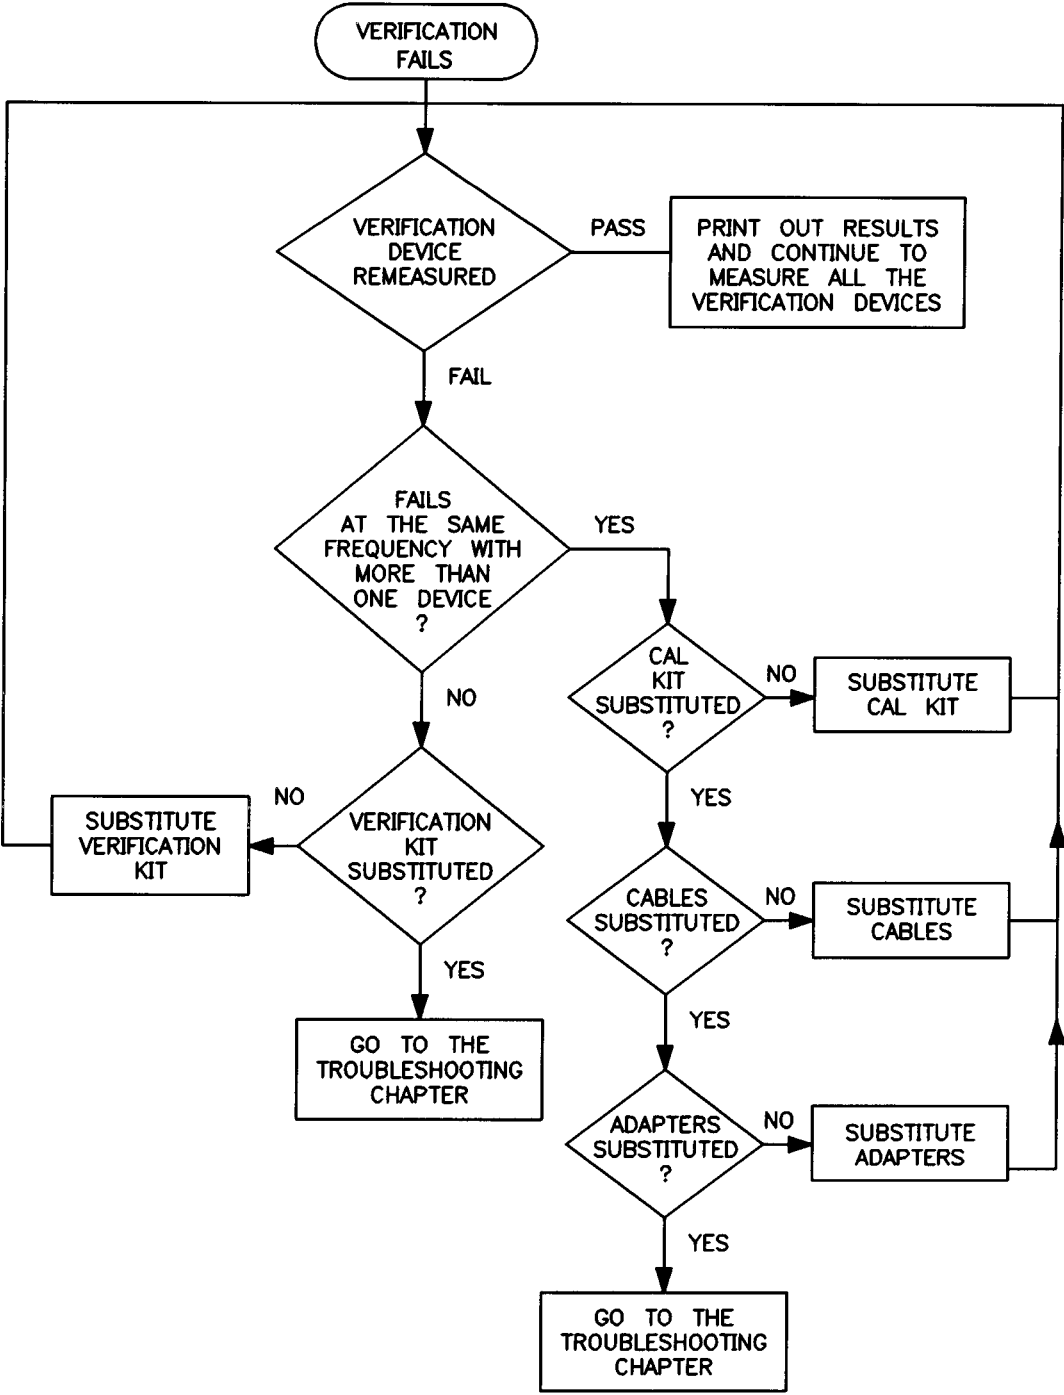 VERIFICATION
FAILS
VERIFICATION
DEVICE
REMEASURED
PASS
PRINT OUT RESULTS
AND CONTINUE TO
MEASURE ALL THE
VERIFICATION DEVICES
FAIL
FAILS
AT THE SAME
FREQUENCY WITH
MORE THAN
ONE DEVICE
?
YES
CAL
KIT
SUBSTITUTED
?
NO
SUBSTITUTE
CAL KIT
NO
VERIFICATION
KIT
SUBSTITUTED
?
NO
SUBSTITUTE
VERIFICATION
KIT
YES
CABLES
SUBSTITUTED
?
NO
SUBSTITUTE
CABLES
YES
GO TO THE
TROUBLESHOOTING
CHAPTER
YES
ADAPTERS
SUBSTITUTED
?
NO
SUBSTITUTE
ADAPTERS
YES
GO TO THE
TROUBLESHOOTING
CHAPTER